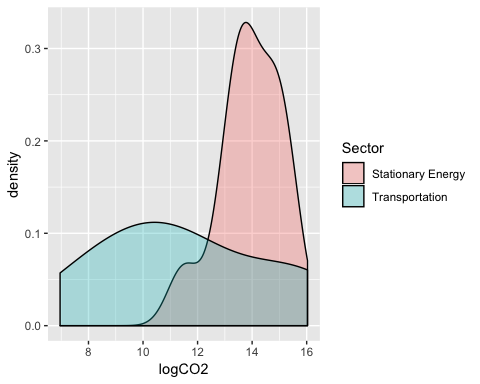 0.3
0.2
0.1
0.0
density
8 10 12 14 16
logCO2
Sector
Stationary Energy
Transportation